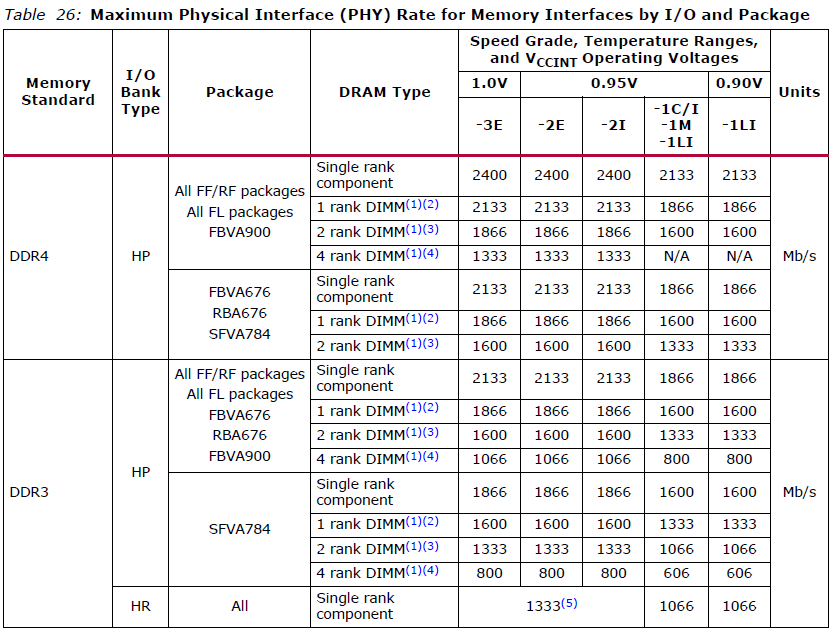 Table 26: Maximum Physical Interface (PHY) Rate for Memory Interfaces by I/O and Package
Memory Standard
I/O Bank Type
Package
DRAM Type
Speed Grade, Temperature Ranges,
and VCCINT Operating Voltages
Units
1.0V 0.95V 0.90V
-3E -2E -2I -1C/I -1M -1LI -1LI
DDR4
HP
All FF/RF packages
All FL packages
FBVA900
Single rank component 2400 2400 2400 2133 2133
1 rank DIMM(1)(2) 2133 2133 2133 1866 1866
2 rank DIMM(1)(3) 1866 1866 1866 1600 1600
4 rank DIMM(1)(4) 1333 1333 1333 N/A N/A
Mb/s
FBVA676
RBA676
SFVA784
Single rank component 2133 2133 2133 1866 1866
1 rank DIMM(1)(2) 1866 1866 1866 1600 1600
2 rank DIMM(1)(3) 1600 1600 1600 1333 1333
DDR3
HP
All FF/RF packages
All FL packages
FBVA676
RBA676
FBVA900
Single rank component 2133 2133 2133 1866 1866
1 rank DIMM(1)(2) 1866 1866 1866 1600 1600
2 rank DIMM(1)(3) 1600 1600 1600 1333 1333
4 rank DIMM(1)(4) 1066 1066 1066 800 800
Mb/s
SFVA784
Single rank component 1866 1866 1866 1600 1600
1 rank DIMM(1)(2) 1600 1600 1600 1333 1333
2 rank DIMM(1)(3) 1333 1333 1333 1066 1066
4 rank DIMM(1)(4) 800 800 800 606 606
HR
All
Single rank component 1333(5) 1066 1066